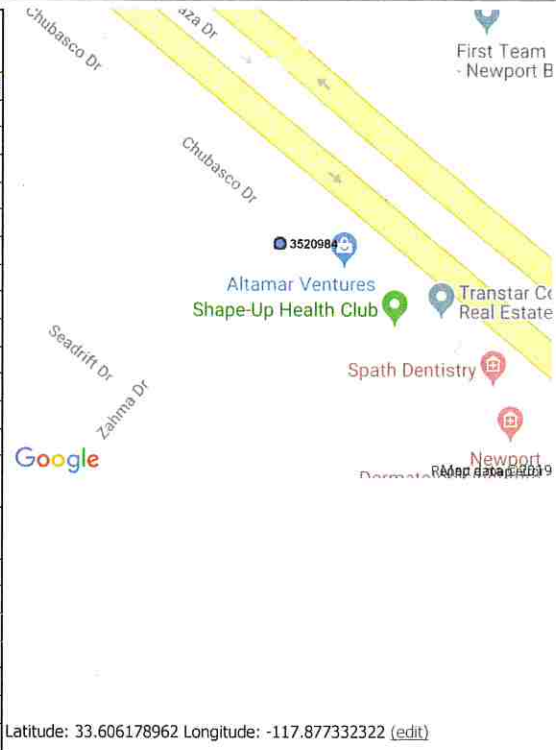 Chubasco Dr
aza Dr
First Team
- Newport B
Chubasco Dr
3520984
Altamar Ventures
Shape-Up Health Club
Transtar Co
Real Estate
Seadrift Dr
Zahma Dr
Spath Dentistry
Google
Newport
Latitude: 33.606178962 Longitude: -117.877332322 (edit)